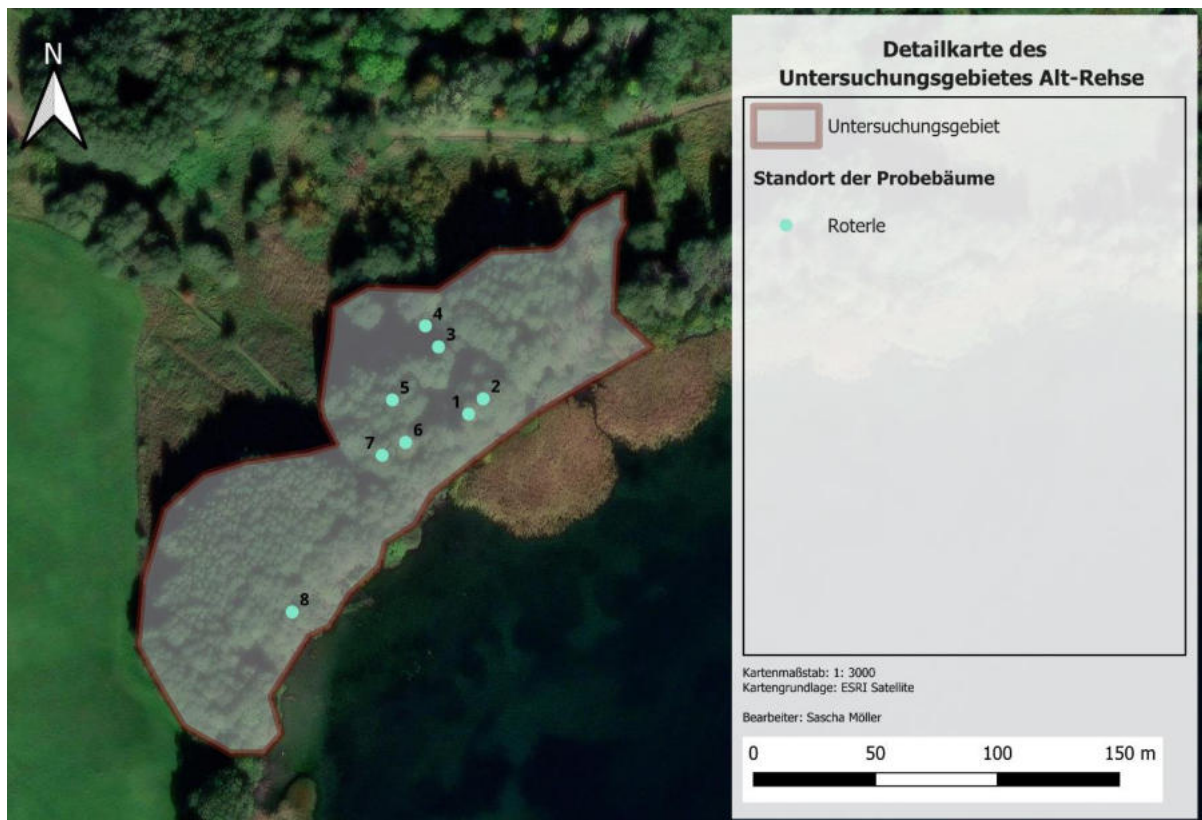 N
Detailkarte des
Untersuchungsgebietes Alt-Rehse
Untersuchungsgebiet
Standort der Probebäume
Roterle
4
3
5
2
1
6
7
8
Kartenmaßstab: 1: 3000
Kartengrundlage: ESRI Satellite
Bearbeiter: Sascha Möller
0 50 100 150 m